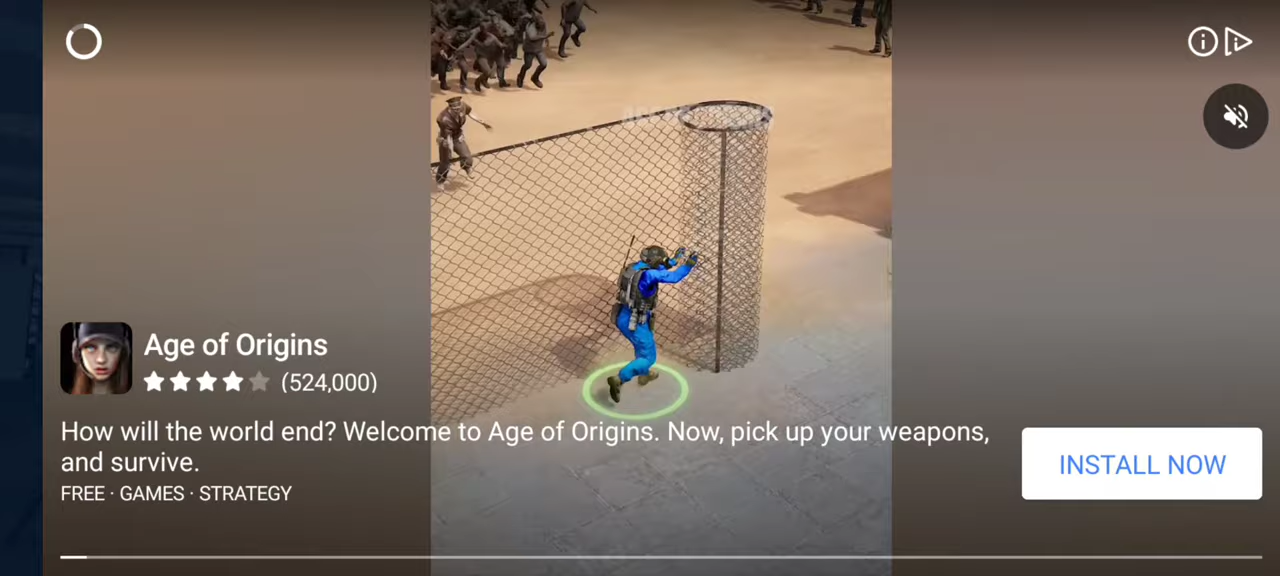 Age of Origins
(524,000)
How will the world end? Welcome to Age of Origins. Now, pick up your weapons,
and survive.
FREE · GAMES · STRATEGY
INSTALL NOW